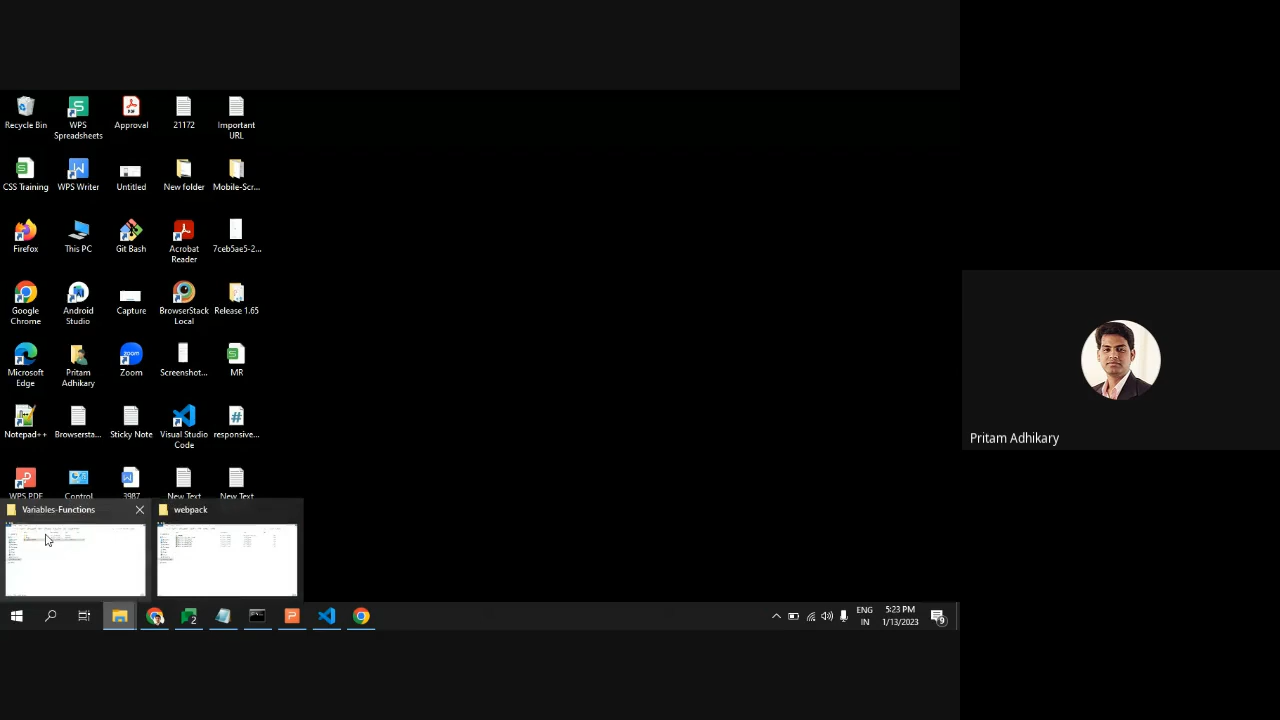 Recycle Bin
WPS
Spreadsheets
Approval
21172
Important
URL
CSS Training
WPS Writer
Untitled
New folder
Mobile-Scr...
Firefox
This PC
Git Bash
Acrobat
Reader
7ceb5ae5-2...
Google
Chrome
Android
Studio
Capture
BrowserStack
Local
Release 1.65
Microsoft
Edge
Pritam
Adhikary
Zoom
Screenshot...
MR
Notepad++
Browsersta...
Sticky Note
Visual Studio
Code
responsive...
WPS PDF
Control
3987
New Text
New Text
Variables-Functions
webpack
ENG
IN
5:23 PM
1/13/2023
9
Pritam Adhikary